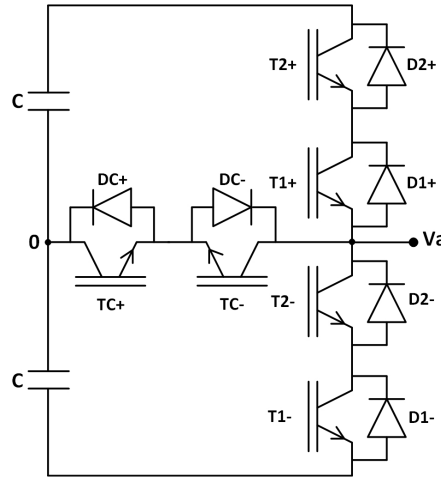 T2+
D2+
C
T1+
D1+
DC+
DC-
0
Va
TC+
TC-
T2-
D2-
C
T1-
D1-